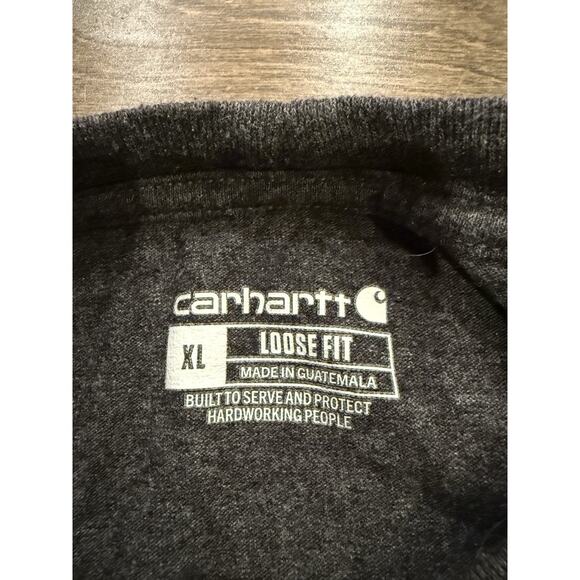 carhartt
XL
LOOSE FIT
MADE IN GUATEMALA
BUILT TO SERVE AND PROTECT
HARDWORKING PEOPLE